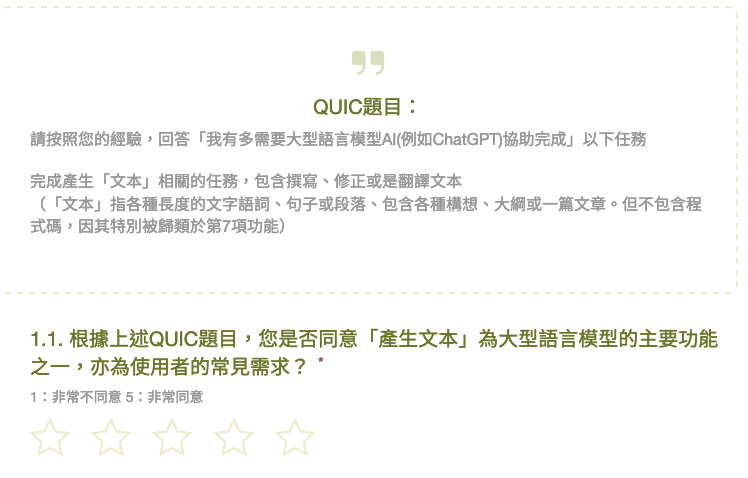 QUIC題目：
請按照您的經驗，回答「我有多需要大型語言模型AI(例如ChatGPT)協助完成」以下任務
完成產生「文本」相關的任務，包含撰寫、修正或是翻譯文本
（「文本」指各種長度的文字語詞、句子或段落、包含各種構想、大綱或一篇文章。但不包含程
式碼，因其特別被歸類於第7項功能）
1.1. 根據上述QUIC題目，您是否同意「產生文本」為大型語言模型的主要功能
之一，亦為使用者的常見需求？ *
1：非常不同意 5：非常同意